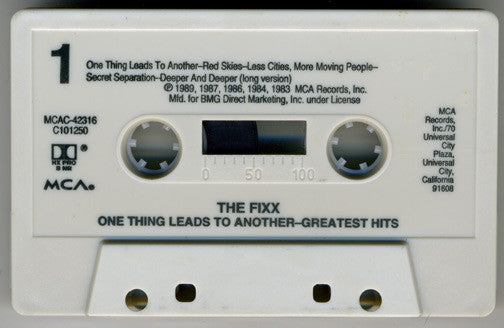 1
One Thing Leads To Another–Red Skies–Less Cities, More Moving People–
Secret Separation–Deeper And Deeper (long version)
Ⓟ 1989, 1987, 1986, 1984, 1983 MCA Records, Inc.
Mfd. for BMG Direct Marketing, Inc. under License
MCAC-42316
C101250
HX PRO
B NR
MCA®
MCA
Records,
Inc./70
Universal
City
Plaza,
Universal
City,
California
91608
0 50 100
THE FIXX
ONE THING LEADS TO ANOTHER–GREATEST HITS